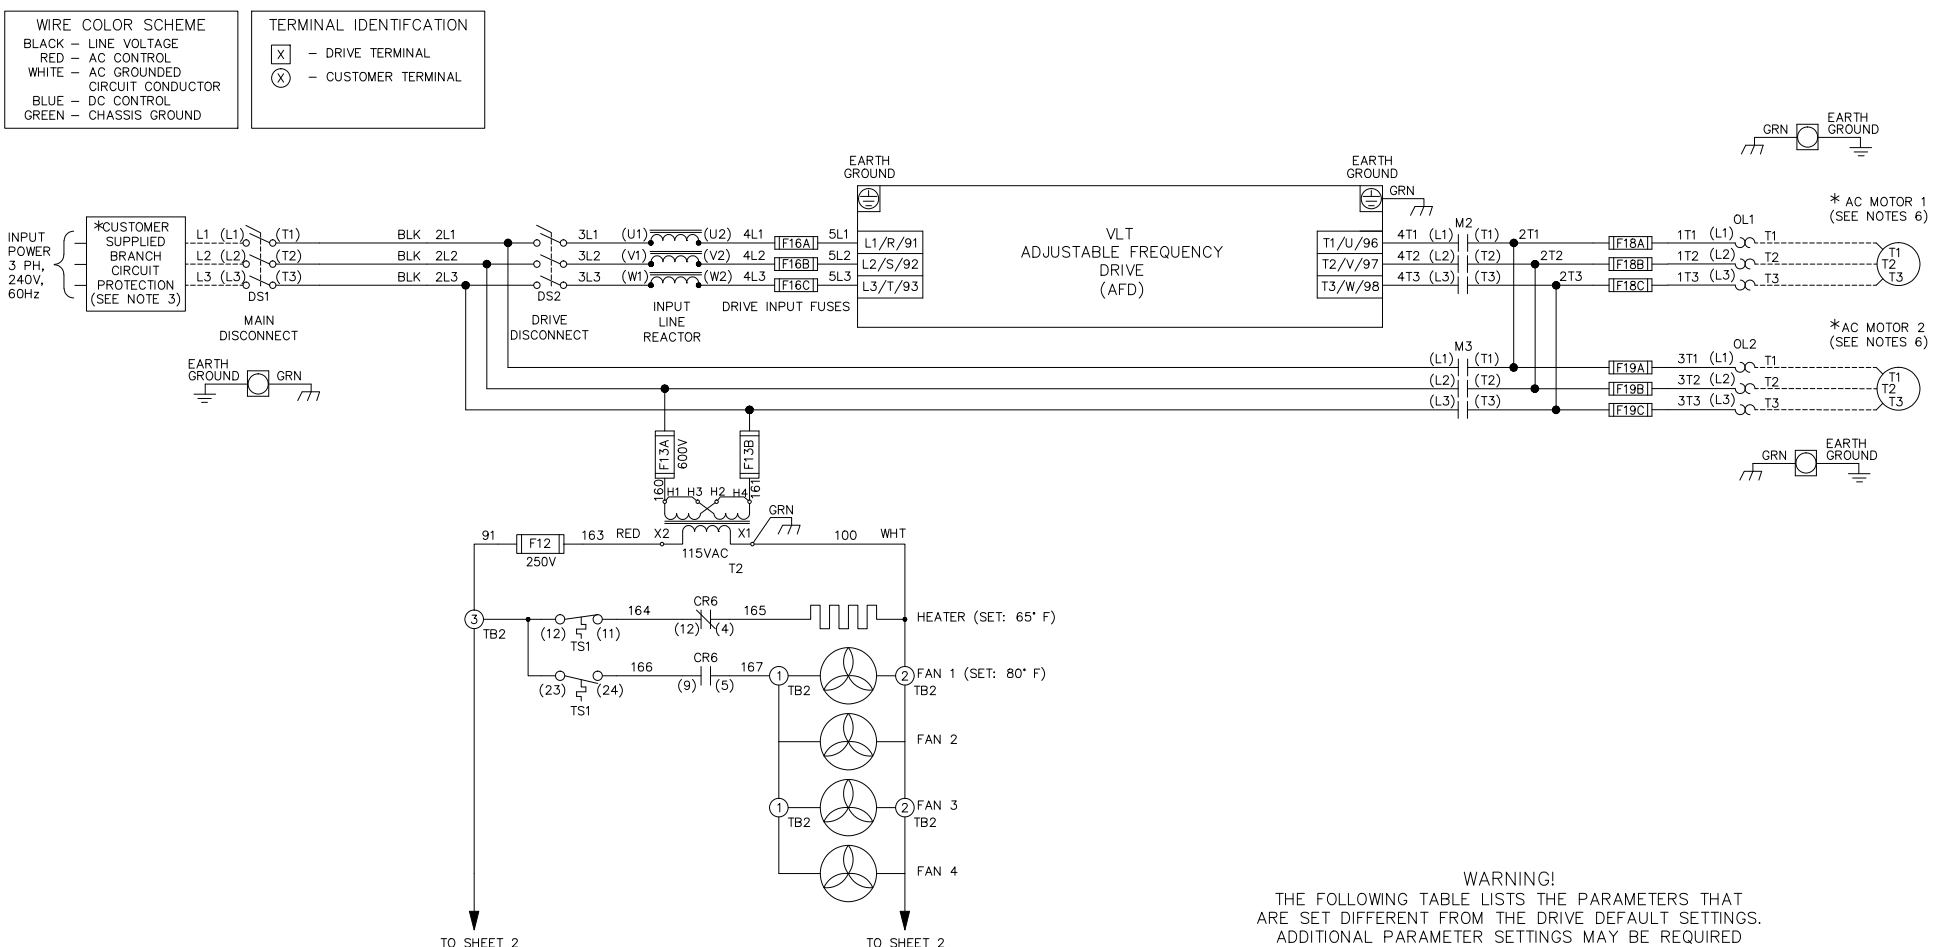 WIRE COLOR SCHEME
BLACK – LINE VOLTAGE
RED – AC CONTROL
WHITE – AC GROUNDED
CIRCUIT CONDUCTOR
BLUE – DC CONTROL
GREEN – CHASSIS GROUND
TERMINAL IDENTIFCATION
X – DRIVE TERMINAL
X – CUSTOMER TERMINAL
INPUT
POWER
3 PH,
240V,
60Hz
*CUSTOMER
SUPPLIED
BRANCH
CIRCUIT
PROTECTION
(SEE NOTE 3)
L1 (L1) (T1) BLK 2L1 3L1 (U1) (U2) 4L1 F16A 5L1 L1/R/91
L2 (L2) (T2) BLK 2L2 3L2 (V1) (V2) 4L2 F16B 5L2 L2/S/92
L3 (L3) (T3) BLK 2L3 3L3 (W1) (W2) 4L3 F16C 5L3 L3/T/93
DS1
MAIN
DISCONNECT
DS2
DRIVE
DISCONNECT
INPUT
LINE
REACTOR
DRIVE INPUT FUSES
EARTH
GROUND
GRN
EARTH
GROUND
VLT
ADJUSTABLE FREQUENCY
DRIVE
(AFD)
EARTH
GROUND
GRN
M2
T1/U/96 4T1 (L1) (T1) 2T1 F18A 1T1 (L1) T1
T2/V/97 4T2 (L2) (T2) 2T2 F18B 1T2 (L2) T2
T3/W/98 4T3 (L3) (T3) 2T3 F18C 1T3 (L3) T3
OL1
GRN
EARTH
GROUND
* AC MOTOR 1
(SEE NOTES 6)
T1
T2
T3
M3
(L1) (T1) F19A 3T1 (L1) T1
(L2) (T2) F19B 3T2 (L2) T2
(L3) (T3) F19C 3T3 (L3) T3
OL2
*AC MOTOR 2
(SEE NOTES 6)
T1
T2
T3
GRN
EARTH
GROUND
F13A
600V
F13B
160
161
H1 H3 H2 H4
GRN
91 F12 163 RED X2 X1 100 WHT
250V
115VAC
T2
3
TB2
164 CR6 165
(12) (11) (12) (4)
TS1
HEATER (SET: 65° F)
166 CR6 167
(23) (24) (9) (5)
TS1
1
TB2
2
TB2
FAN 1 (SET: 80° F)
FAN 2
1
TB2
2
TB2
FAN 3
FAN 4
TO SHEET 2
TO SHEET 2
WARNING!
THE FOLLOWING TABLE LISTS THE PARAMETERS THAT
ARE SET DIFFERENT FROM THE DRIVE DEFAULT SETTINGS.
ADDITIONAL PARAMETER SETTINGS MAY BE REQUIRED